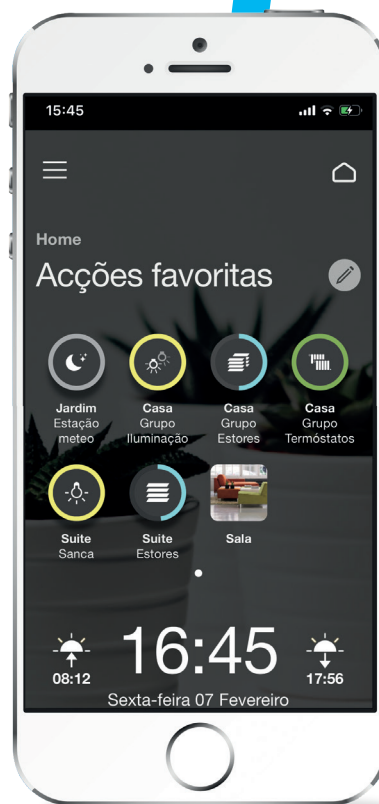 15:45
Home
Acções favoritas
Jardim Casa Casa Casa
Estação Grupo Grupo Grupo
meteo Iluminação Estores Termóstatos
Suite Suite Sala
Sanca Estores
16:45
08:12 17:56
Sexta-feira 07 Fevereiro